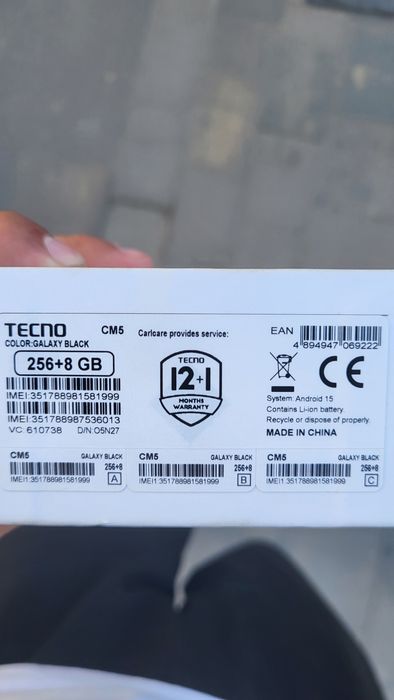 TECNO CM5
COLOR:GALAXY BLACK
256+8 GB
IMEI:351788981581999
IMEI:351788987536013
VC 610738 D/N:O5N27
Carlcare provides service:
TECNO
12+1
MONTHS
WARRANTY
EAN
4 894947 069222
CE
System: Android 15
Contains Li-ion battery.
Recycle or dispose of properly.
MADE IN CHINA
CM5 GALAXY BLACK
256+8
IMEI1:351788981581999 A
CM5 GALAXY BLACK
256+8
IMEI1:351788981581999 B
CM5 GALAXY BLACK
256+8
IMEI1:351788981581999 C